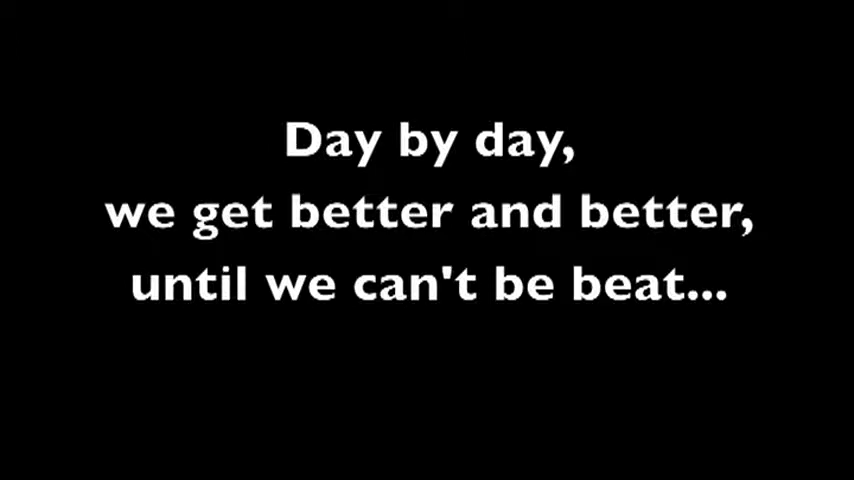 Day by day,
we get better and better,
until we can't be beat...